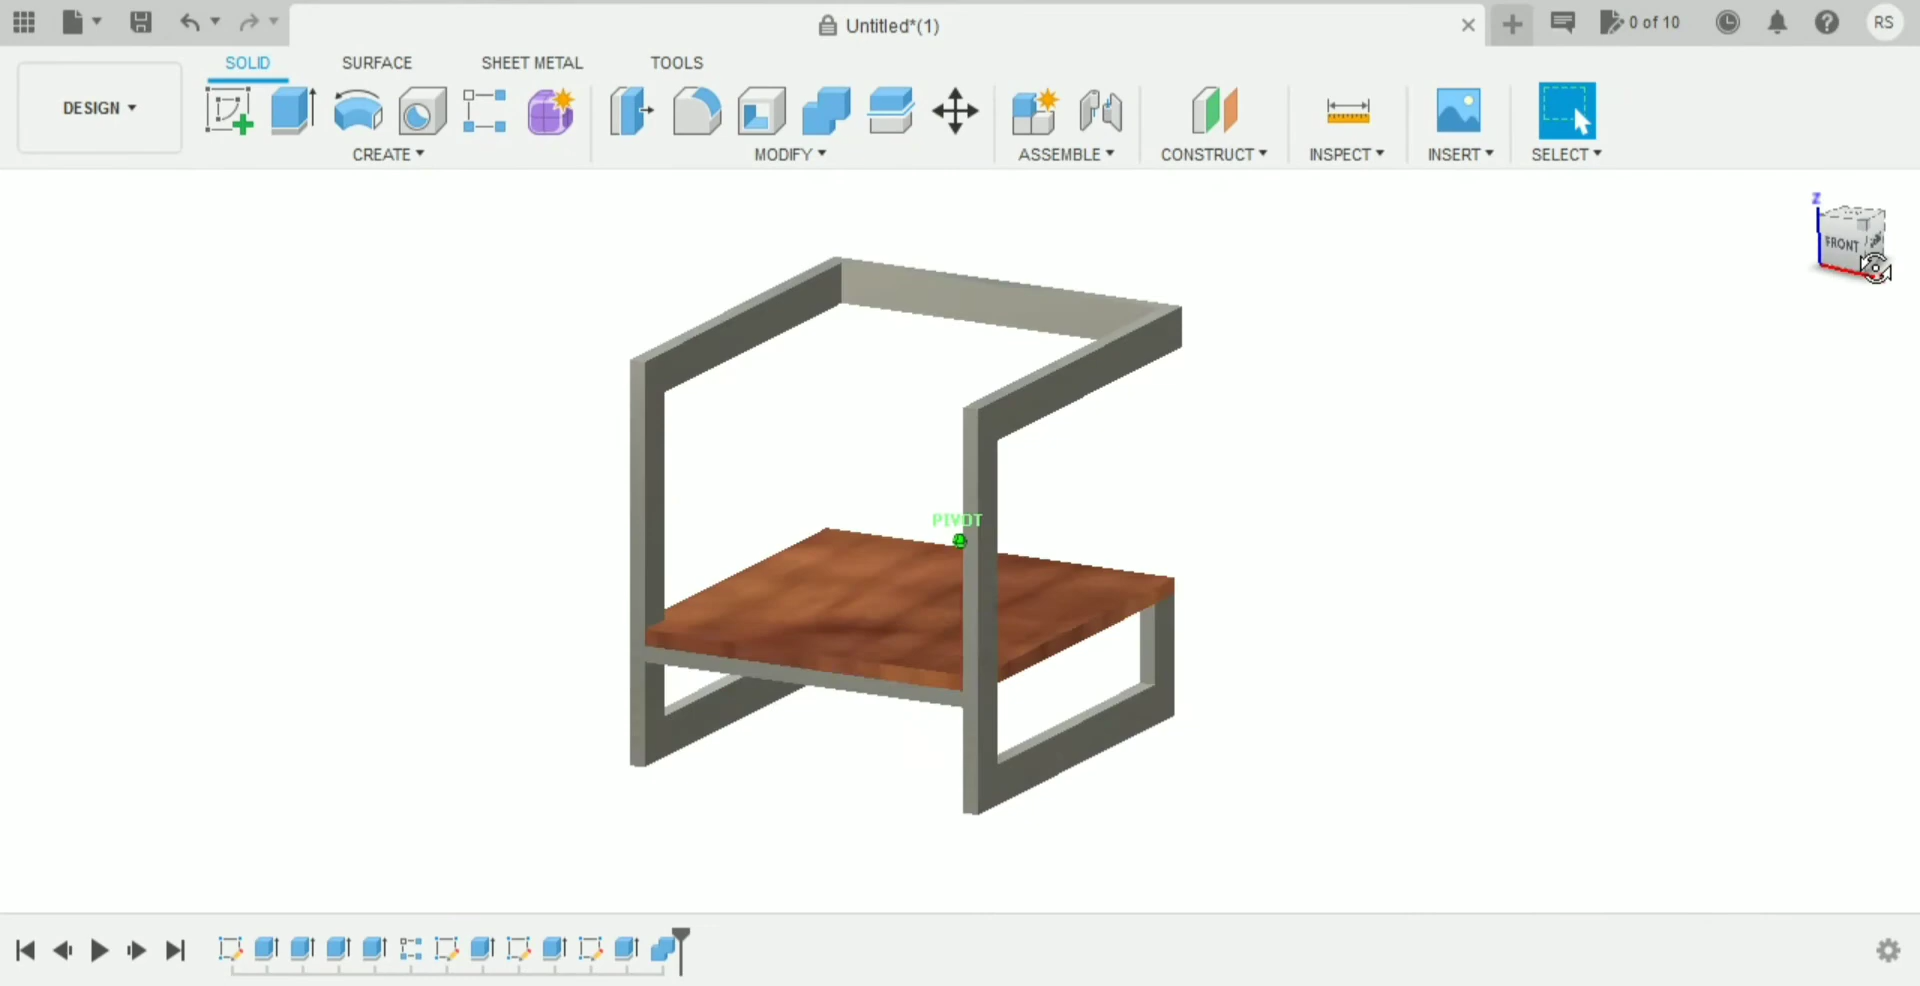 Untitled*(1)
0 of 10
RS
SOLID
SURFACE
SHEET METAL
TOOLS
DESIGN
CREATE
MODIFY
ASSEMBLE
CONSTRUCT
INSPECT
INSERT
SELECT
Z
FRONT
PIVOT